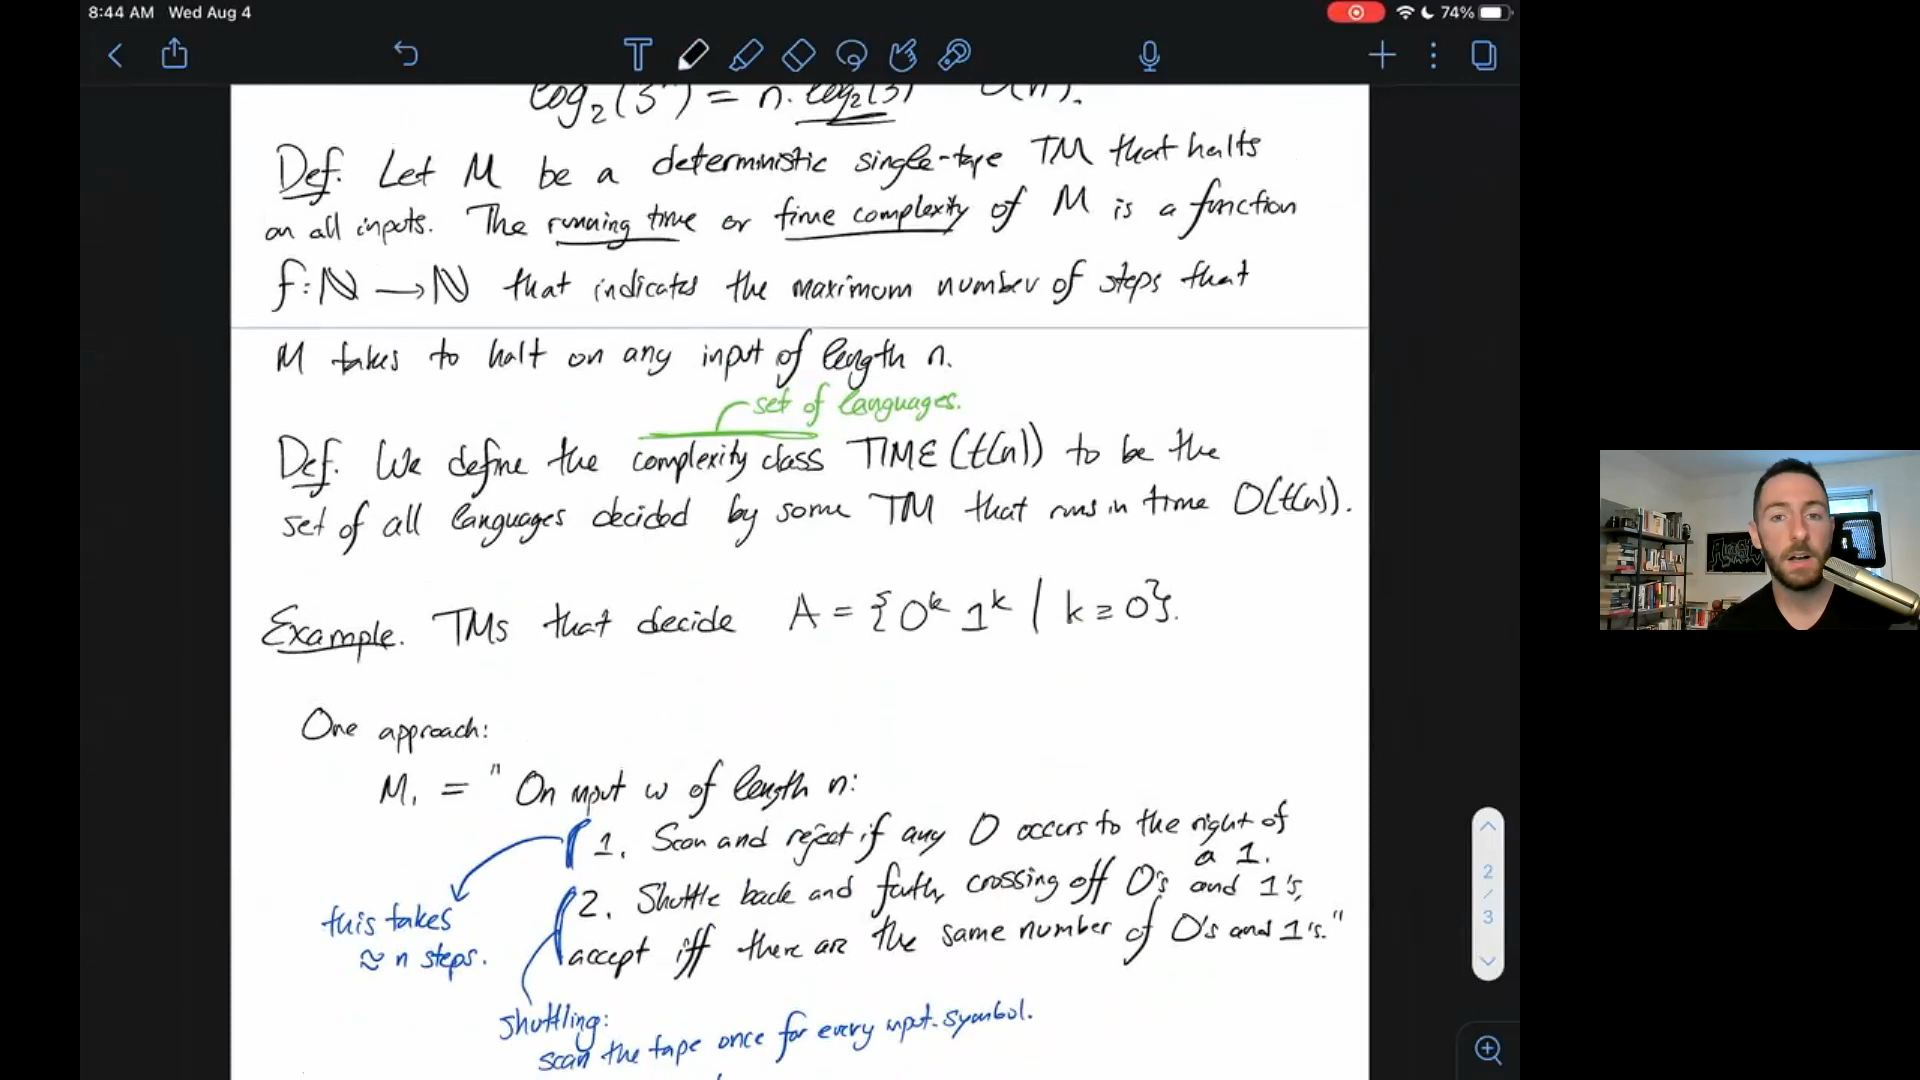 8:44 AM Wed Aug 4
74%
log₂(3ⁿ) = n. log₂(3) O(n).
Def. Let M be a deterministic single-tape TM that halts
on all inputs. The running time or time complexity of M is a function
f: ℕ → ℕ that indicates the maximum number of steps that
M takes to halt on any input of length n.
set of languages.
Def. We define the complexity class TIME(t(n)) to be the
set of all languages decided by some TM that runs in time O(t(n)).
Example. TMs that decide A = {0ᵏ 1ᵏ | k ≥ 0}.
One approach:
M₁ = " On input w of length n:
1. Scan and reject if any 0 occurs to the right of
a 1.
2. Shuttle back and forth, crossing off 0's and 1's,
accept iff there are the same number of 0's and 1's."
this takes
≈ n steps.
shuttling:
scan the tape once for every input symbol.
2
/
3